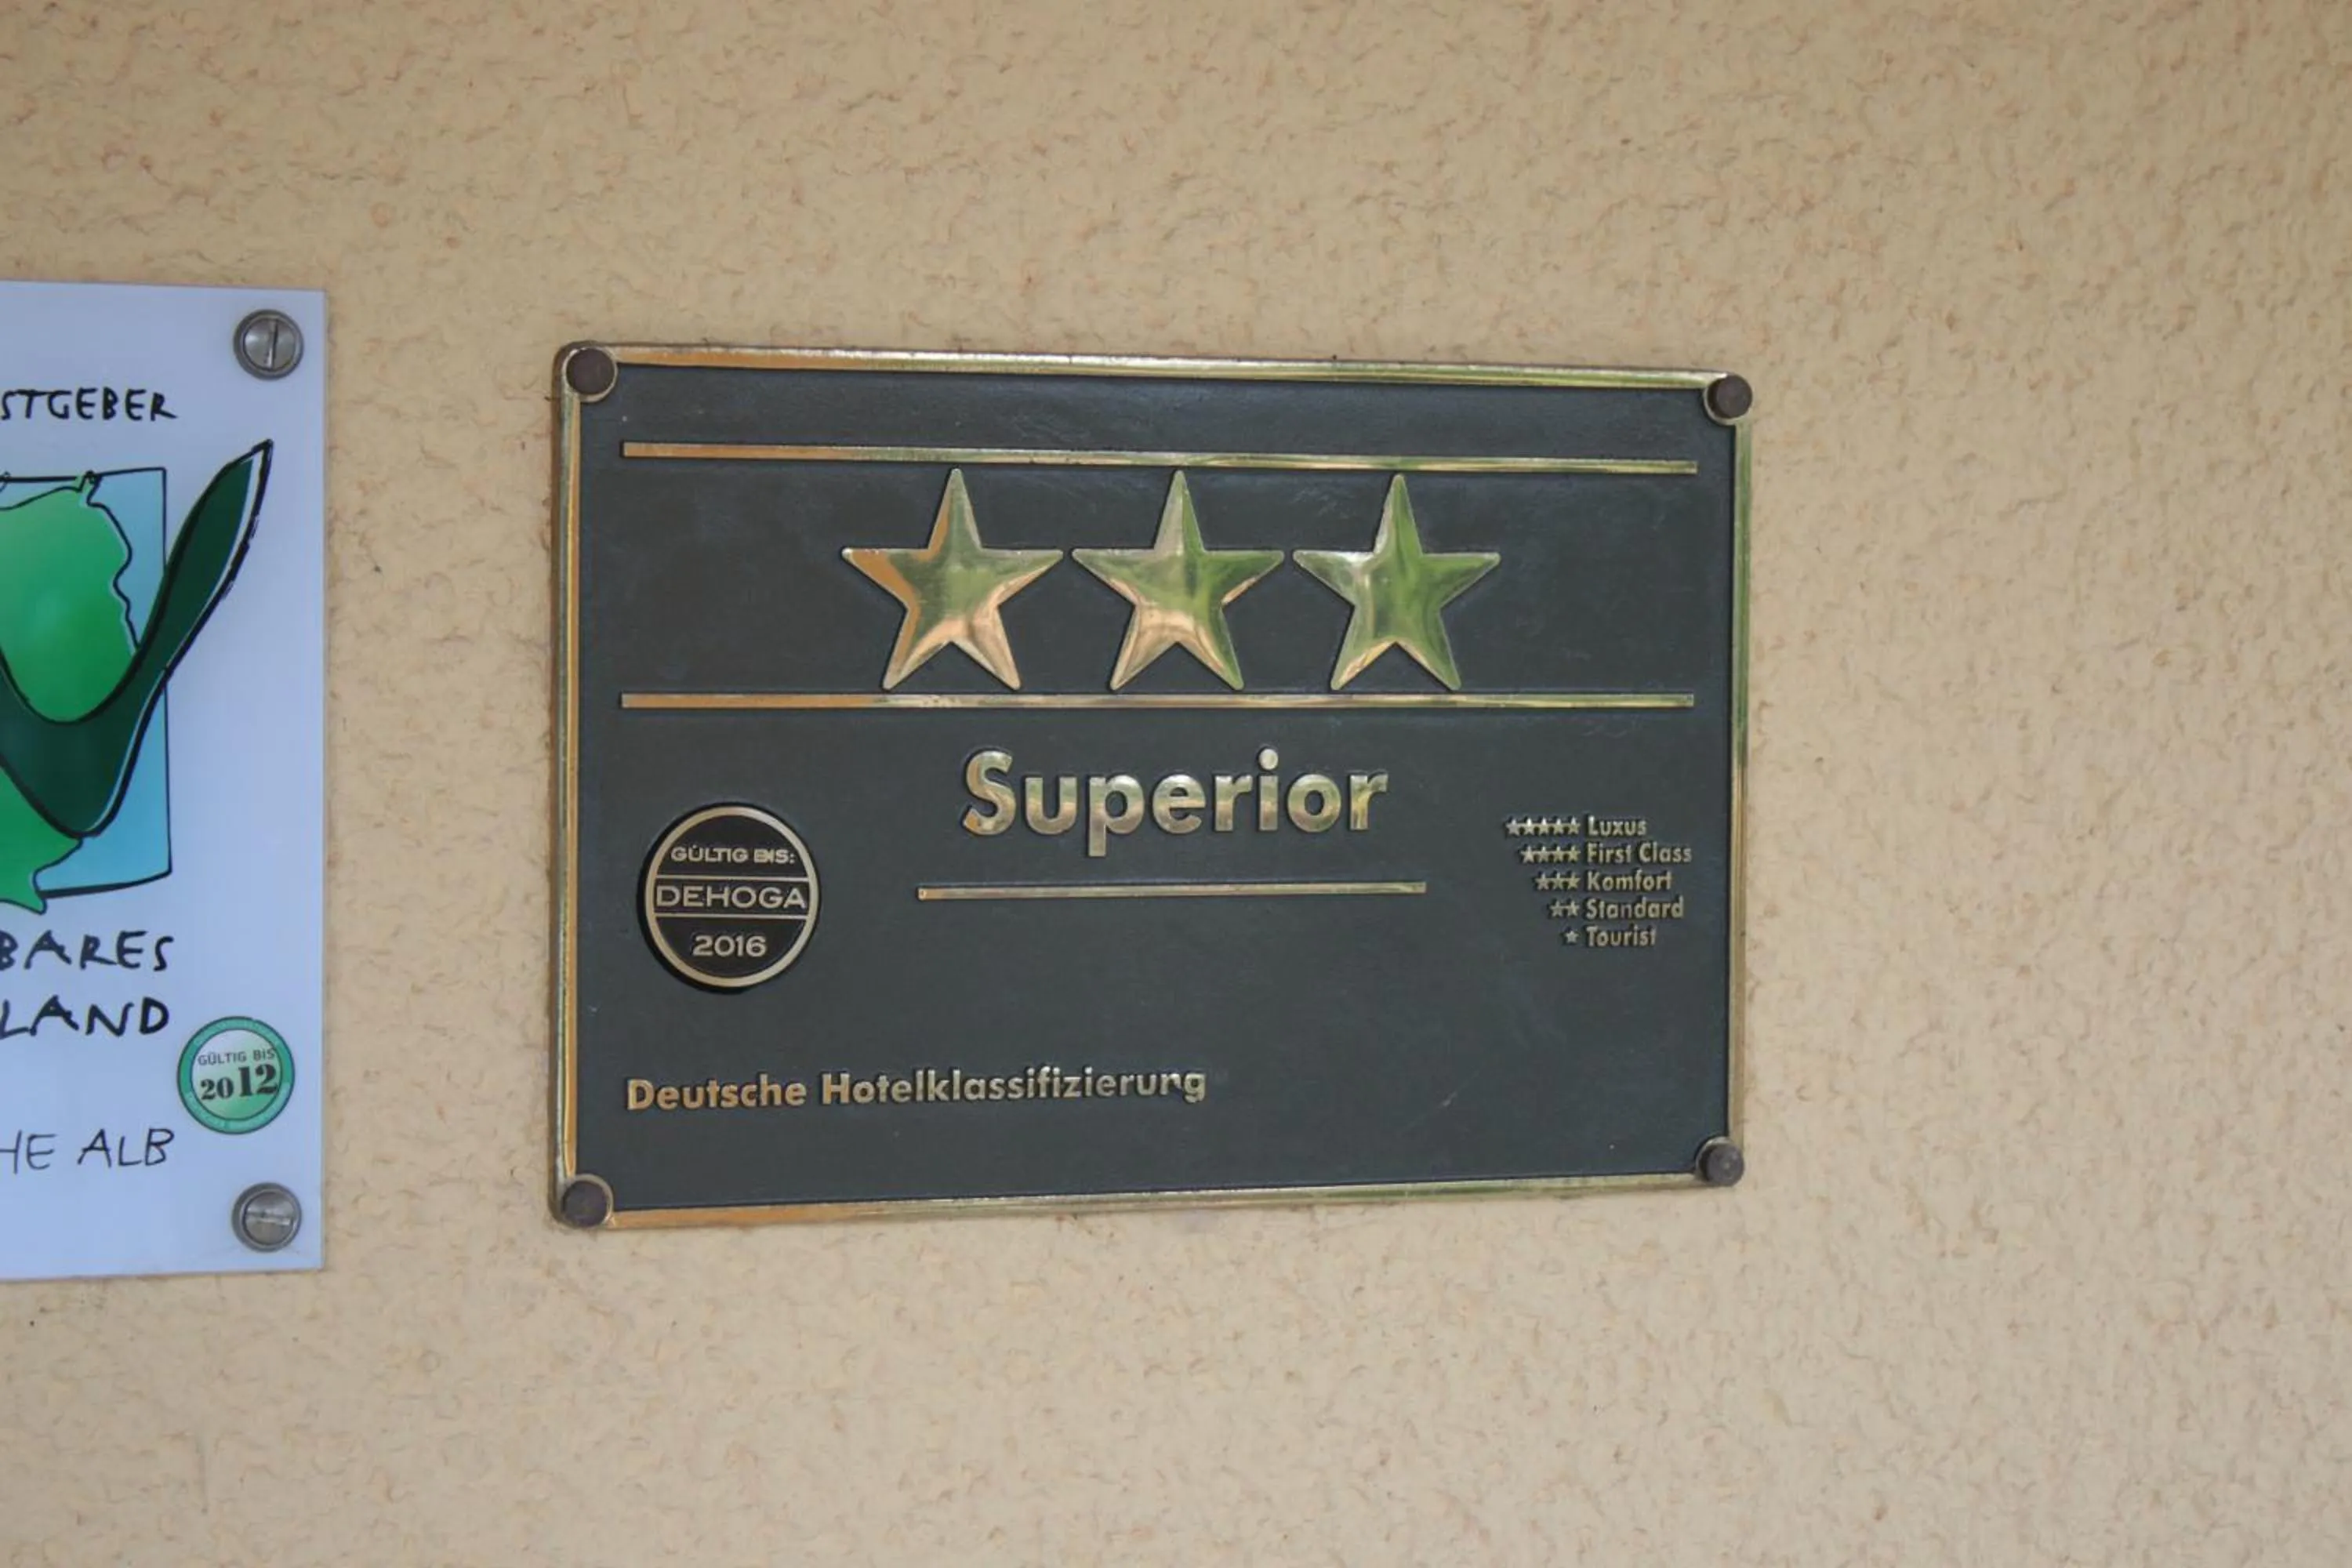 STGEBER
BARES
LAND
GÜLTIG BIS
2012
HE ALB
Superior
GÜLTIG BIS:
DEHOGA
2016
★★★★★ Luxus
★★★★ First Class
★★★ Komfort
★★ Standard
★ Tourist
Deutsche Hotelklassifizierung